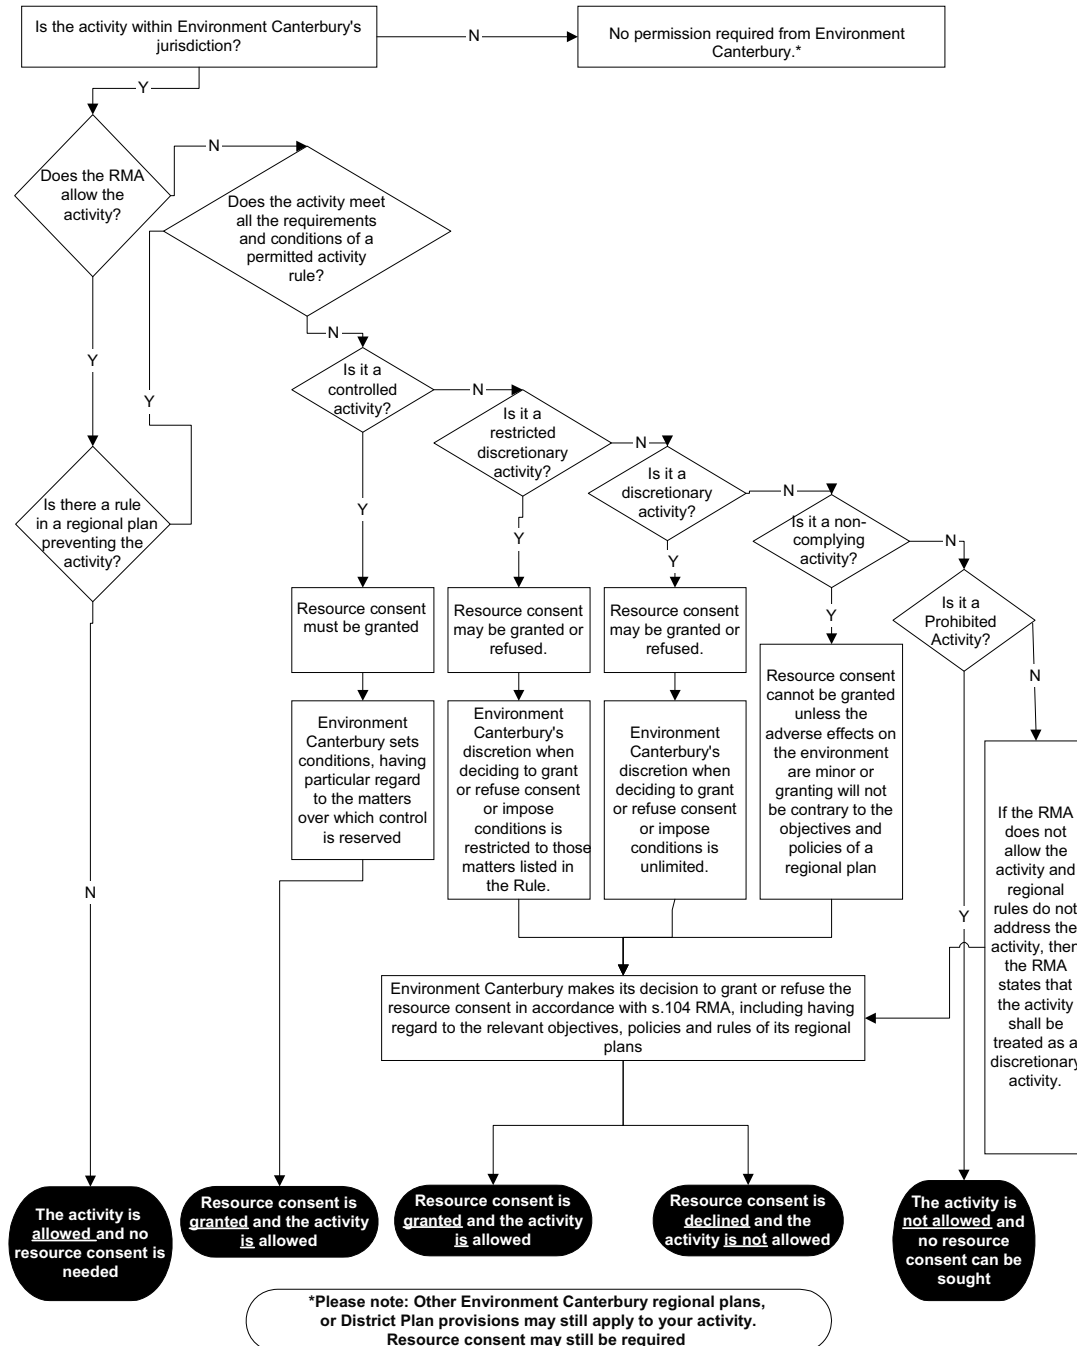 Is the activity within Environment Canterbury's
jurisdiction?
N
No permission required from Environment
Canterbury.*
Y
N
Does the RMA
allow the
activity?
Does the activity meet
all the requirements
and conditions of a
permitted activity
rule?
N
Y
Y
Is it a
controlled
activity?
N
Is it a
restricted
discretionary
activity?
N
Is it a
discretionary
activity?
N
Is it a non-
complying
activity?
N
Is it a
Prohibited
Activity?
N
Is there a rule
in a regional plan
preventing the
activity?
Y
Y
Y
Y
Resource consent
must be granted
Resource consent
may be granted or
refused.
Resource consent
may be granted or
refused.
Resource consent
cannot be granted
unless the
adverse effects on
the environment
are minor or
granting will not
be contrary to the
objectives and
policies of a
regional plan
Environment
Canterbury sets
conditions, having
particular regard
to the matters
over which control
is reserved
Environment
Canterbury's
discretion when
deciding to grant
or refuse consent
or impose
conditions is
restricted to those
matters listed in
the Rule.
Environment
Canterbury's
discretion when
deciding to grant
or refuse consent
or impose
conditions is
unlimited.
If the RMA
does not
allow the
activity and
regional
rules do not
address the
activity, then
the RMA
states that
the activity
shall be
treated as a
discretionary
activity.
N
Y
Environment Canterbury makes its decision to grant or refuse the
resource consent in accordance with s.104 RMA, including having
regard to the relevant objectives, policies and rules of its regional
plans
The activity is
allowed and no
resource consent is
needed
Resource consent is
granted and the activity
is allowed
Resource consent is
granted and the activity
is allowed
Resource consent is
declined and the
activity is not allowed
The activity is
not allowed and
no resource
consent can be
sought
*Please note: Other Environment Canterbury regional plans,
or District Plan provisions may still apply to your activity.
Resource consent may still be required